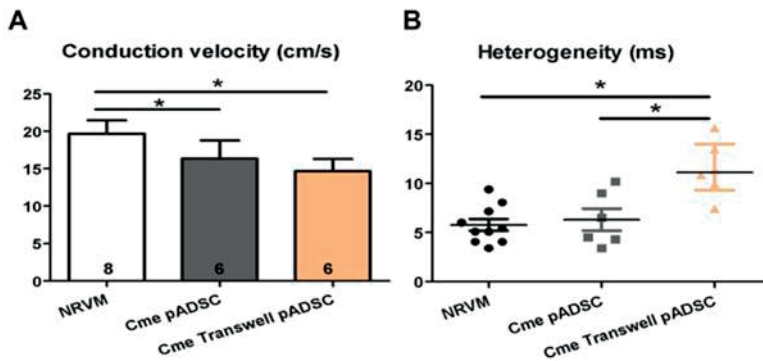 A
Conduction velocity (cm/s)
25
20
15
10
5
0
*
*
8
6
6
NRVM
Cme pADSC
Cme Transwell pADSC
B
Heterogeneity (ms)
20
15
10
5
0
*
*
NRVM
Cme pADSC
Cme Transwell pADSC